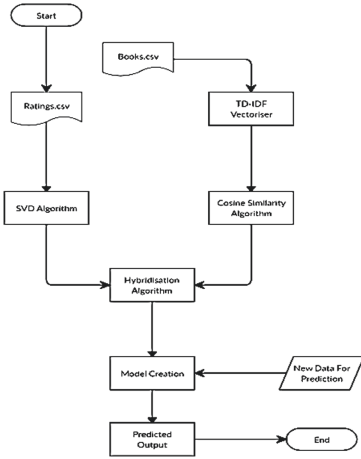 Start
Books.csv
Ratings.csv
TD-IDF
Vectoriser
SVD Algorithm
Cosine Similarity
Algorithm
Hybridisation
Algorithm
Model Creation
New Data For
Prediction
Predicted
Output
End